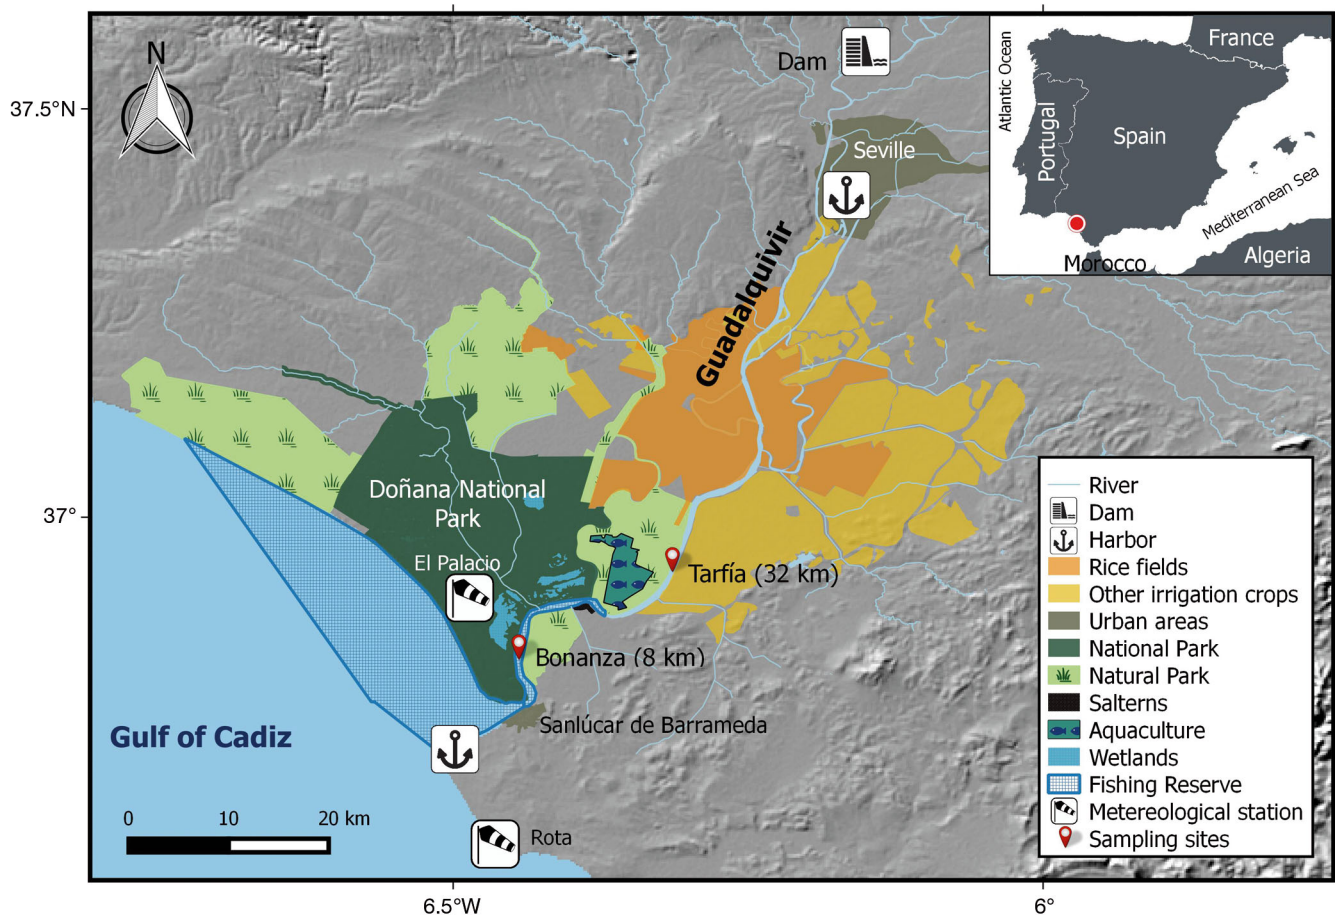 N
37.5°N
37°
6.5°W
6°
Dam
Seville
Guadalquivir
Doñana National
Park
El Palacio
Tarfía (32 km)
Bonanza (8 km)
Sanlúcar de Barrameda
Gulf of Cadiz
Rota
0 10 20 km
France
Atlantic Ocean
Portugal
Spain
Mediterranean Sea
Morocco
Algeria
River
Dam
Harbor
Rice fields
Other irrigation crops
Urban areas
National Park
Natural Park
Salterns
Aquaculture
Wetlands
Fishing Reserve
Metereological station
Sampling sites